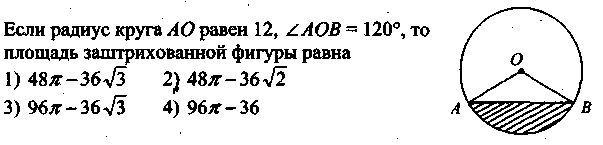 Если радиус круга AO равен 12, ∠AOB = 120°, то
площадь заштрихованной фигуры равна
1) 48π – 36√3 2) 48π – 36√2
3) 96π – 36√3 4) 96π – 36
O
A B